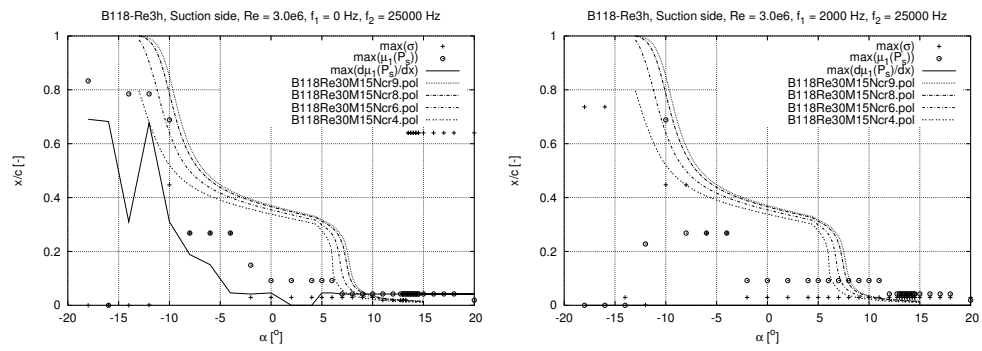 B118-Re3h, Suction side, Re = 3.0e6, f₁ = 0 Hz, f₂ = 25000 Hz
max(σ)
max(μ₁(Pₛ))
max(dμ₁(Pₛ)/dx)
B118Re30M15Ncr9.pol
B118Re30M15Ncr8.pol
B118Re30M15Ncr6.pol
B118Re30M15Ncr4.pol
1
0.8
0.6
0.4
0.2
0
x/c [-]
-20 -15 -10 -5 0 5 10 15 20
α [°]
B118-Re3h, Suction side, Re = 3.0e6, f₁ = 2000 Hz, f₂ = 25000 Hz
max(σ)
max(μ₁(Pₛ))
max(dμ₁(Pₛ)/dx)
B118Re30M15Ncr9.pol
B118Re30M15Ncr8.pol
B118Re30M15Ncr6.pol
B118Re30M15Ncr4.pol
1
0.8
0.6
0.4
0.2
0
x/c [-]
-20 -15 -10 -5 0 5 10 15 20
α [°]